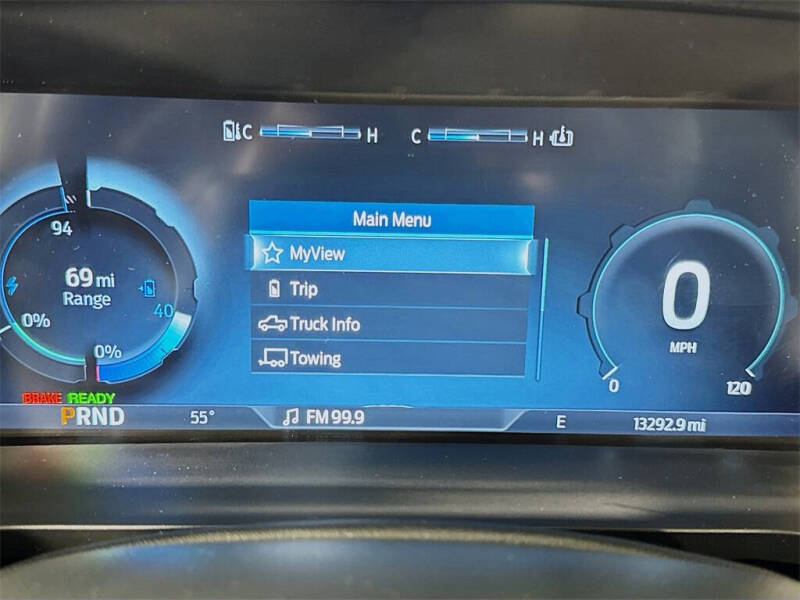 C H C H
Main Menu
MyView
Trip
Truck Info
Towing
94
69 mi
Range
40
0%
0%
0
MPH
0 120
BRAKE READY
PRND
55°
FM 99.9
E
13292.9 mi